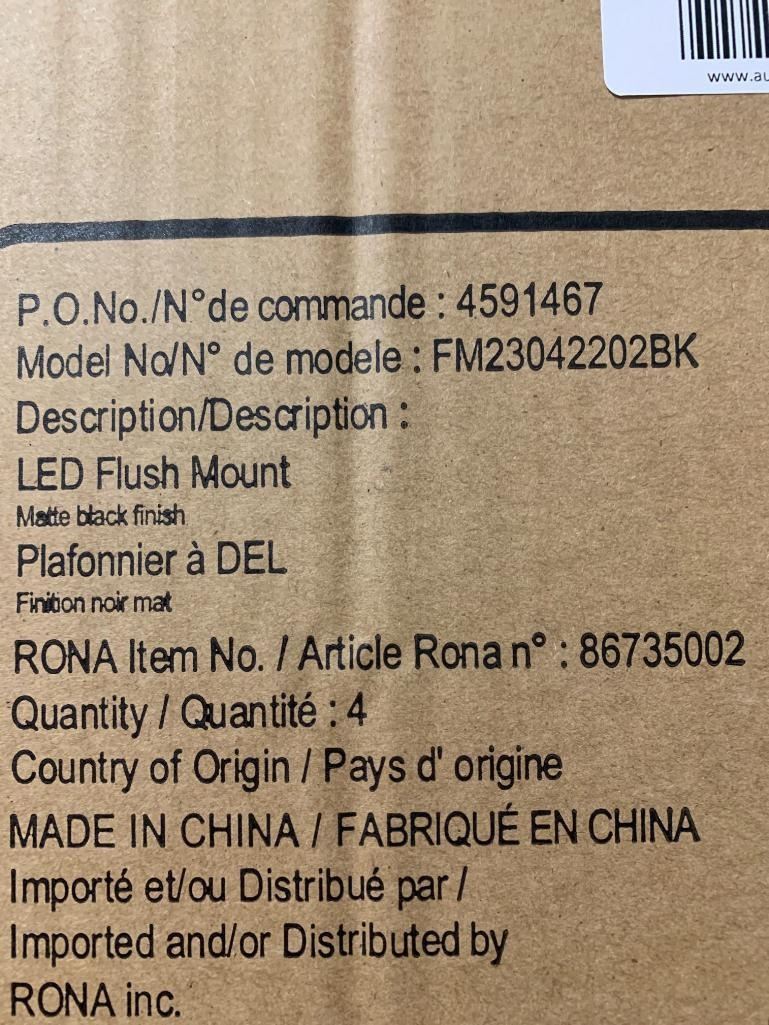 www.au
P.O.No./N°de commande : 4591467
Model No/N° de modele : FM23042202BK
Description/Description :
LED Flush Mount
Matte black finish
Plafonnier à DEL
Finition noir mat
RONA Item No. / Article Rona n° : 86735002
Quantity / Quantité : 4
Country of Origin / Pays d' origine
MADE IN CHINA / FABRIQUÉ EN CHINA
Importé et/ou Distribué par /
Imported and/or Distributed by
RONA inc.